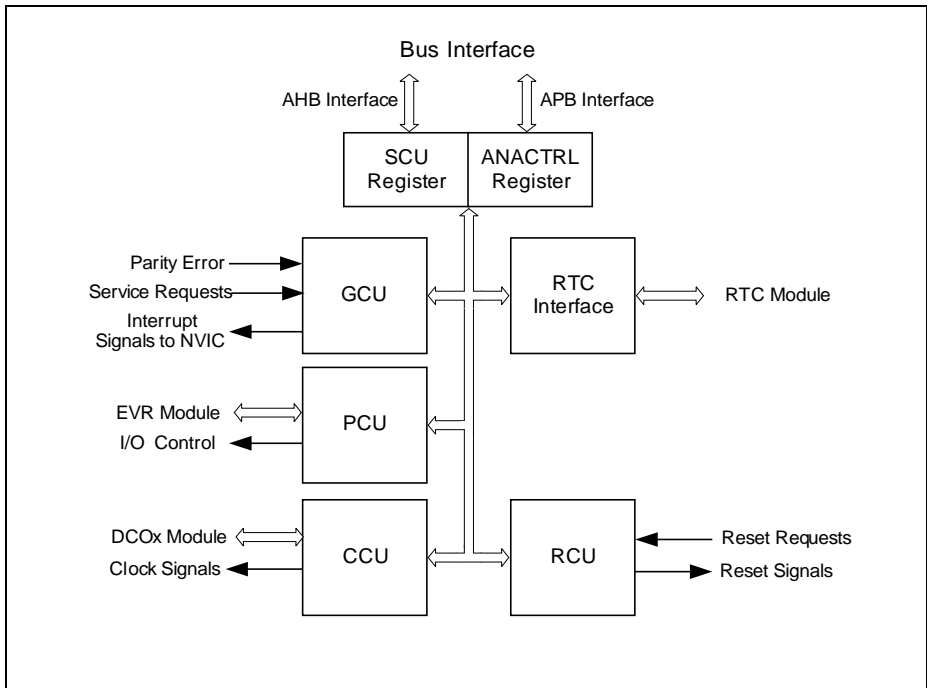 Bus Interface
AHB Interface
APB Interface
SCU
Register
ANACTRL
Register
Parity Error
Service Requests
Interrupt
Signals to NVIC
GCU
RTC
Interface
RTC Module
EVR Module
I/O Control
PCU
DCOx Module
Clock Signals
CCU
RCU
Reset Requests
Reset Signals